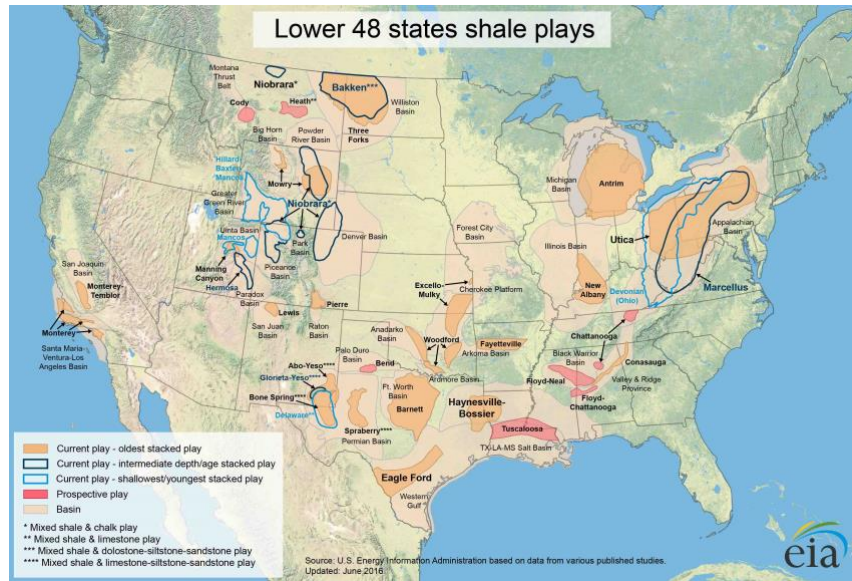 Lower 48 states shale plays
Montana
Thrust
Belt
Niobrara*
Bakken***
Williston
Basin
Cody
Heath**
Big Horn
Basin
Powder
River Basin
Three
Forks
Hilliard
Baxter
Mancos
Mowry
Greater
Green River
Basin
Niobrara*
Michigan
Basin
Antrim
Uinta Basin
Mancos
Park
Basin
Denver Basin
Forest City
Basin
Illinois Basin
Utica
Appalachian
Basin
San Joaquin
Basin
Monterey-
Temblor
Manning
Canyon
Hermosa
Piceance
Basin
Paradox
Basin
Excello-
Mulky
Cherokee Platform
New
Albany
Devonian
(Ohio)
Marcellus
Monterey
Santa Maria-
Ventura-Los
Angeles Basin
Lewis
San Juan
Basin
Pierre
Raton
Basin
Anadarko
Basin
Woodford
Arkoma Basin
Fayetteville
Chattanooga
Black Warrior
Basin
Conasauga
Valley & Ridge
Province
Palo Duro
Basin
Bend
Ardmore Basin
Floyd-Neal
Floyd-
Chattanooga
Abo-Yeso****
Glorieta-Yeso****
Bone Spring****
Delaware**
Ft. Worth
Basin
Barnett
Haynesville-
Bossier
Spraberry****
Permian Basin
Tuscaloosa
TX-LA-MS Salt Basin
Eagle Ford
Western
Gulf
Current play - oldest stacked play
Current play - intermediate depth/age stacked play
Current play - shallowest/youngest stacked play
Prospective play
Basin
* Mixed shale & chalk play
** Mixed shale & limestone play
*** Mixed shale & dolostone-siltstone-sandstone play
**** Mixed shale & limestone-siltstone-sandstone play
Source: U.S. Energy Information Administration based on data from various published studies.
Updated: June 2016
eia